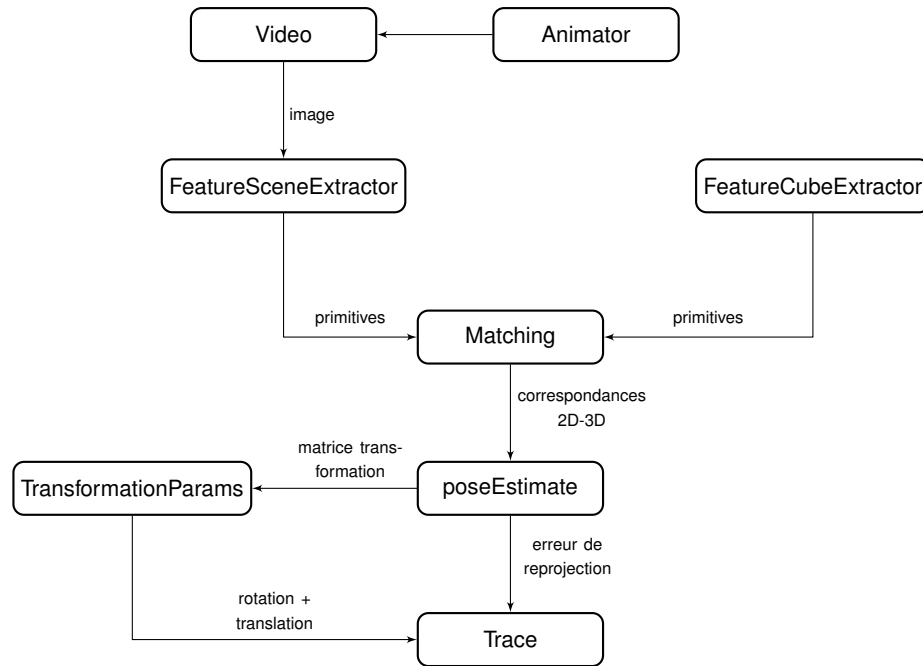 Video
Animator
image
FeatureSceneExtractor
FeatureCubeExtractor
primitives
primitives
Matching
correspondances
2D-3D
matrice trans-
formation
TransformationParams
poseEstimate
erreur de
reprojection
rotation +
translation
Trace